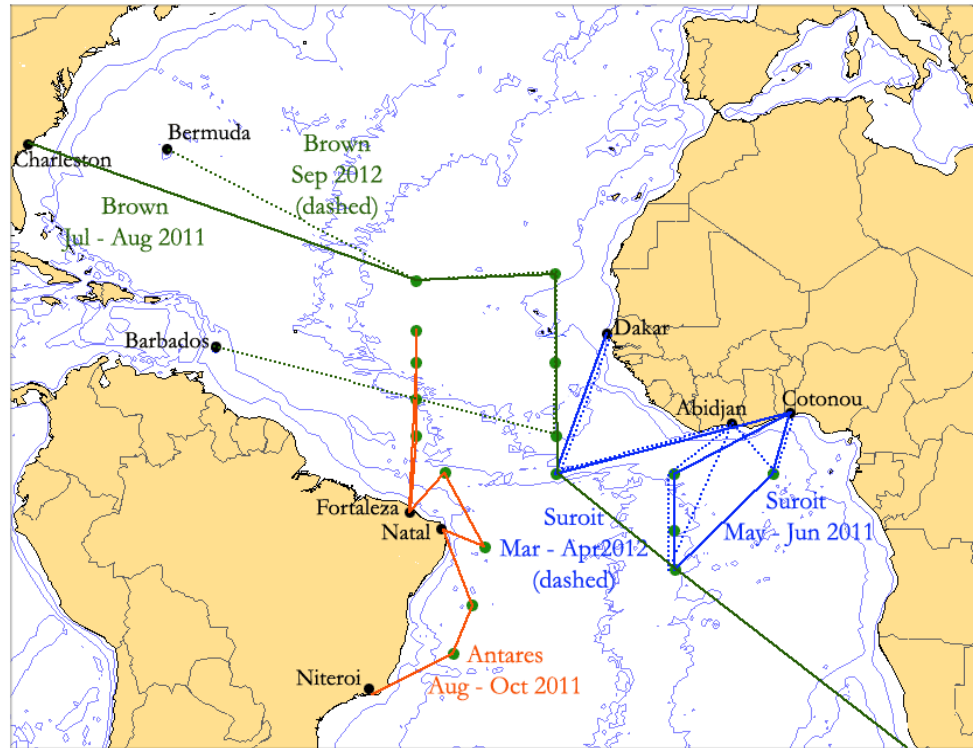 Bermuda
Charleston
Brown
Sep 2012
(dashed)
Brown
Jul - Aug 2011
Barbados
Dakar
Abidjan
Cotonou
Fortaleza
Natal
Suroit
Mar - Apr2012
(dashed)
Suroit
May - Jun 2011
Niteroi
Antares
Aug - Oct 2011